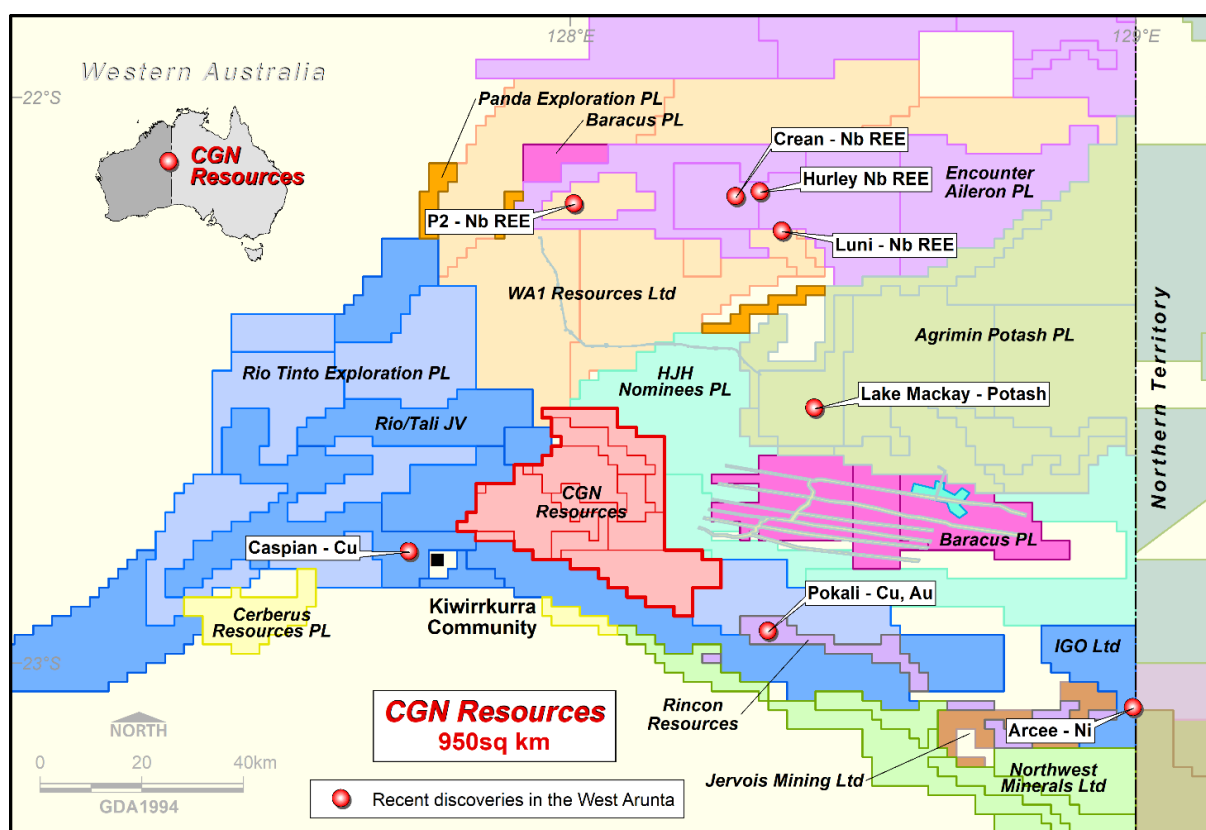 128°E
129°E
Western Australia
22°S
Panda Exploration PL
Baracus PL
CGN
Resources
Crean - Nb REE
Hurley Nb REE
Encounter
Aileron PL
P2 - Nb REE
Luni - Nb REE
WA1 Resources Ltd
Agrimin Potash PL
Northern Territory
Rio Tinto Exploration PL
HJH
Nominees PL
Lake Mackay - Potash
Rio/Tali JV
CGN
Resources
Baracus PL
Caspian - Cu
Pokali - Cu, Au
Cerberus
Resources PL
Kiwirrkurra
Community
IGO Ltd
23°S
CGN Resources
950sq km
Rincon
Resources
Arcee - Ni
NORTH
0 20 40km
GDA1994
Jervois Mining Ltd
Northwest
Minerals Ltd
Recent discoveries in the West Arunta